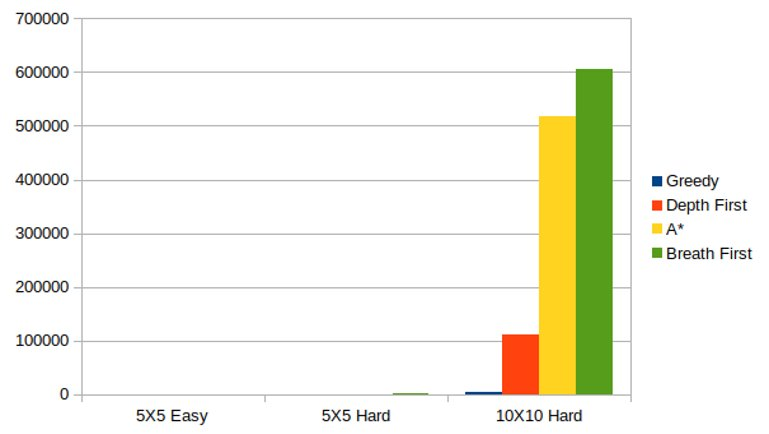 700000
600000
500000
400000
300000
200000
100000
0
5X5 Easy
5X5 Hard
10X10 Hard
Greedy
Depth First
A*
Breath First